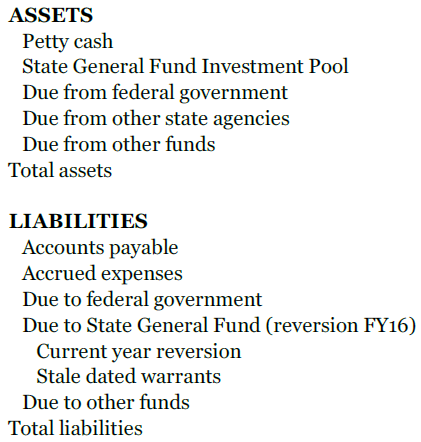 ASSETS
Petty cash
State General Fund Investment Pool
Due from federal government
Due from other state agencies
Due from other funds
Total assets
LIABILITIES
Accounts payable
Accrued expenses
Due to federal government
Due to State General Fund (reversion FY16)
Current year reversion
Stale dated warrants
Due to other funds
Total liabilities